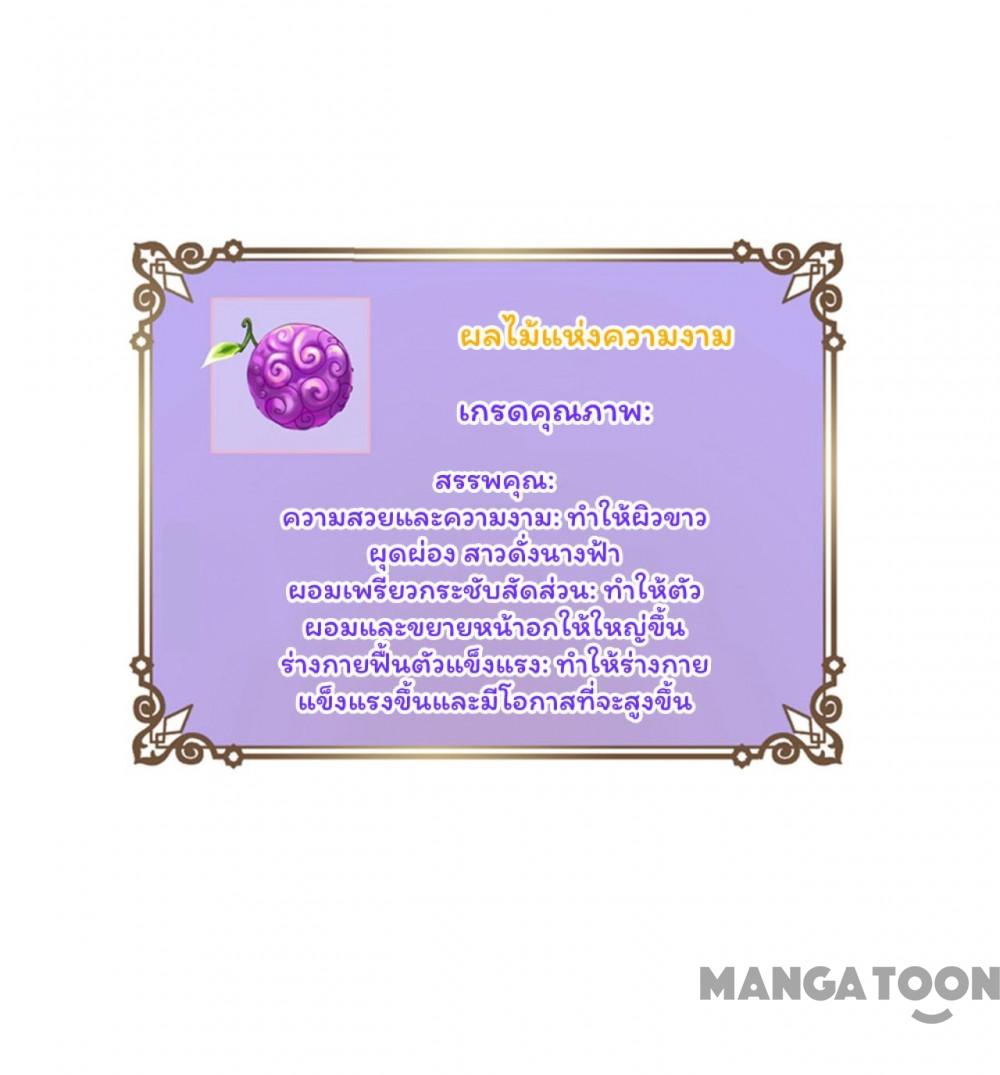 ผลไม้แห่งความงาม
เกรดคุณภาพ:
สรรพคุณ:
ความสวยและความงาม: ทำให้ผิวขาว
ผุดผ่อง สาวดั่งนางฟ้า
ผอมเพรียวกระชับสัดส่วน: ทำให้ตัว
ผอมและขยายหน้าอกให้ใหญ่ขึ้น
ร่างกายฟื้นตัวแข็งแรง: ทำให้ร่างกาย
แข็งแรงขึ้นและมีโอกาสที่จะสูงขึ้น
MANGATOON